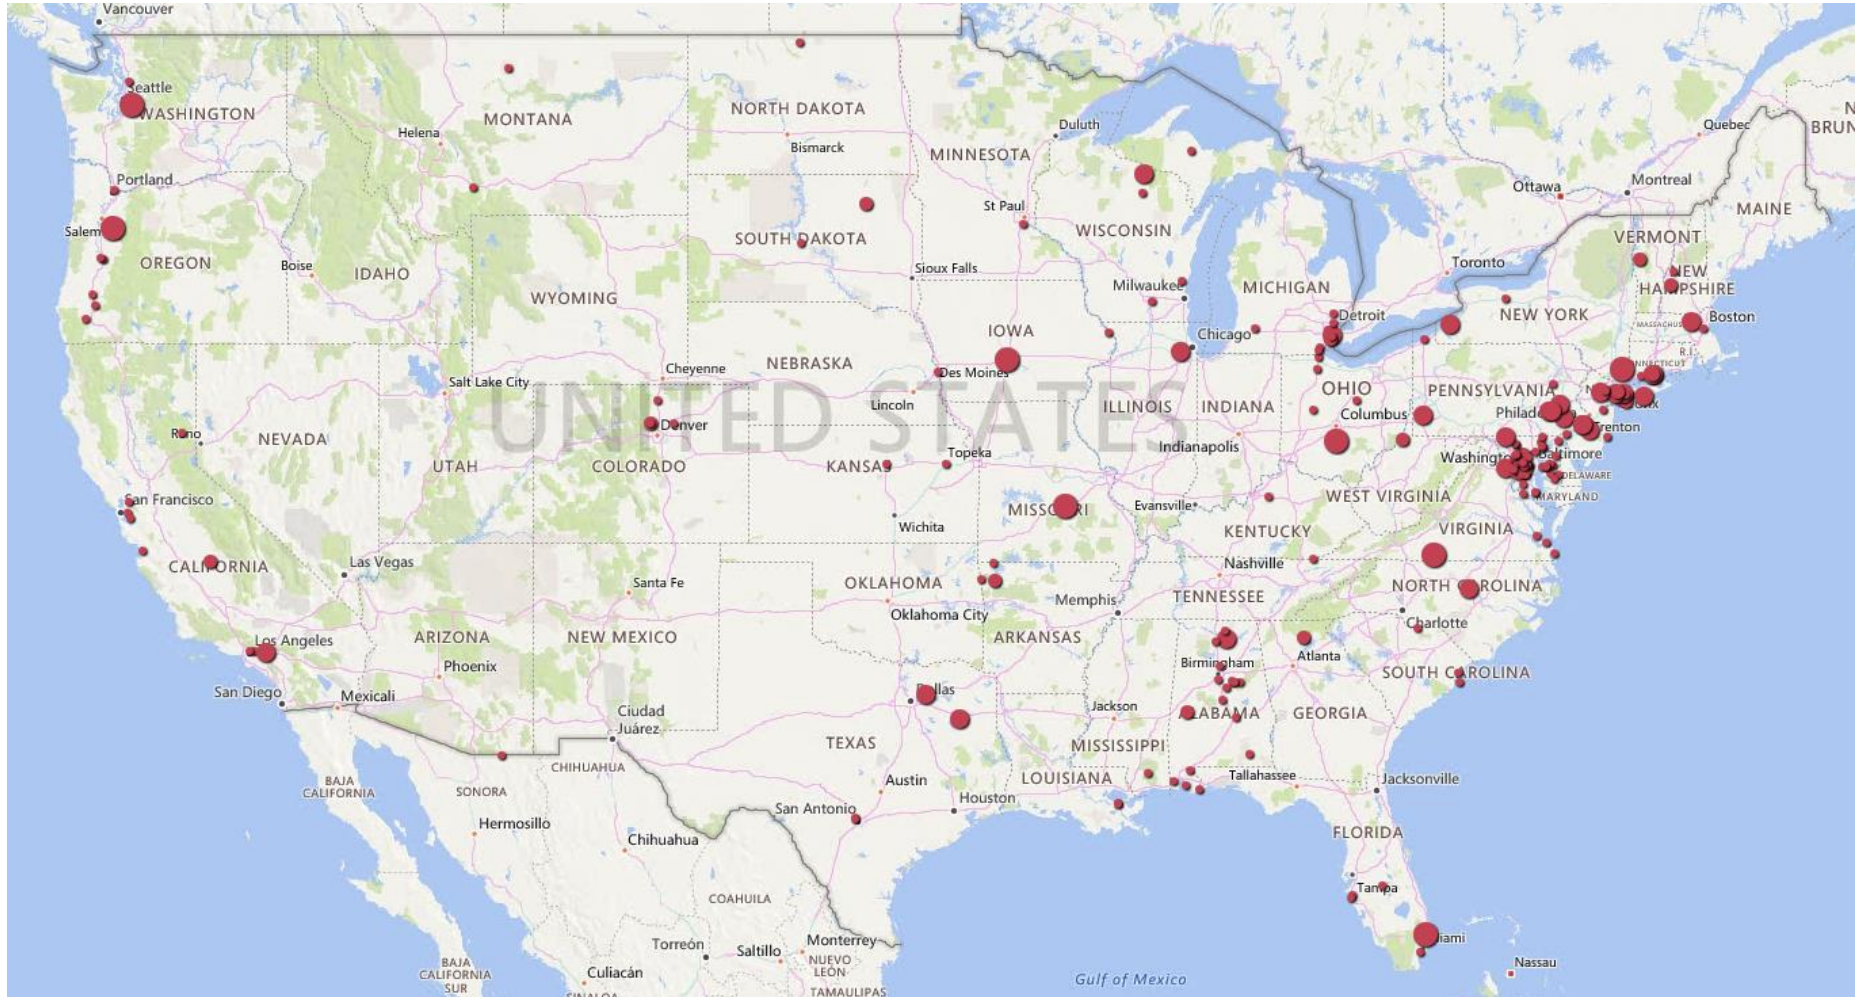 Vancouver
Seattle
WASHINGTON
Helena
MONTANA
NORTH DAKOTA
Bismarck
Duluth
MINNESOTA
Quebec
Portland
Ottawa
Montreal
St Paul
MAINE
Salem
WISCONSIN
SOUTH DAKOTA
VERMONT
OREGON
Boise
IDAHO
Sioux Falls
Toronto
NEW
HAMPSHIRE
WYOMING
Milwaukee
MICHIGAN
NEW YORK
Detroit
Boston
IOWA
Chicago
R.I.
NEBRASKA
Cheyenne
Des Moines
Salt Lake City
OHIO
PENNSYLVANIA
UNITED STATES
Lincoln
ILLINOIS
INDIANA
Columbus
Denver
Reno
NEVADA
Indianapolis
Baltimore
UTAH
COLORADO
KANSAS
Topeka
DELAWARE
San Francisco
WEST VIRGINIA
MARYLAND
MISSOURI
Evansville
Wichita
KENTUCKY
VIRGINIA
CALIFORNIA
Las Vegas
Nashville
Santa Fe
OKLAHOMA
NORTH CAROLINA
Memphis
TENNESSEE
Oklahoma City
Charlotte
Los Angeles
ARIZONA
NEW MEXICO
ARKANSAS
Phoenix
Birmingham
Atlanta
SOUTH CAROLINA
San Diego
Mexicali
Jackson
ALABAMA
GEORGIA
Ciudad
Juárez
TEXAS
MISSISSIPPI
CHIHUAHUA
LOUISIANA
Tallahassee
Jacksonville
BAJA
CALIFORNIA
SONORA
Austin
Houston
San Antonio
Hermosillo
Chihuahua
FLORIDA
Tampa
COAHUILA
Torreón
Saltillo
Monterrey
Miami
BAJA
CALIFORNIA
SUR
Culiacán
NUEVO
LEÓN
TAMAULIPAS
Gulf of Mexico
Nassau